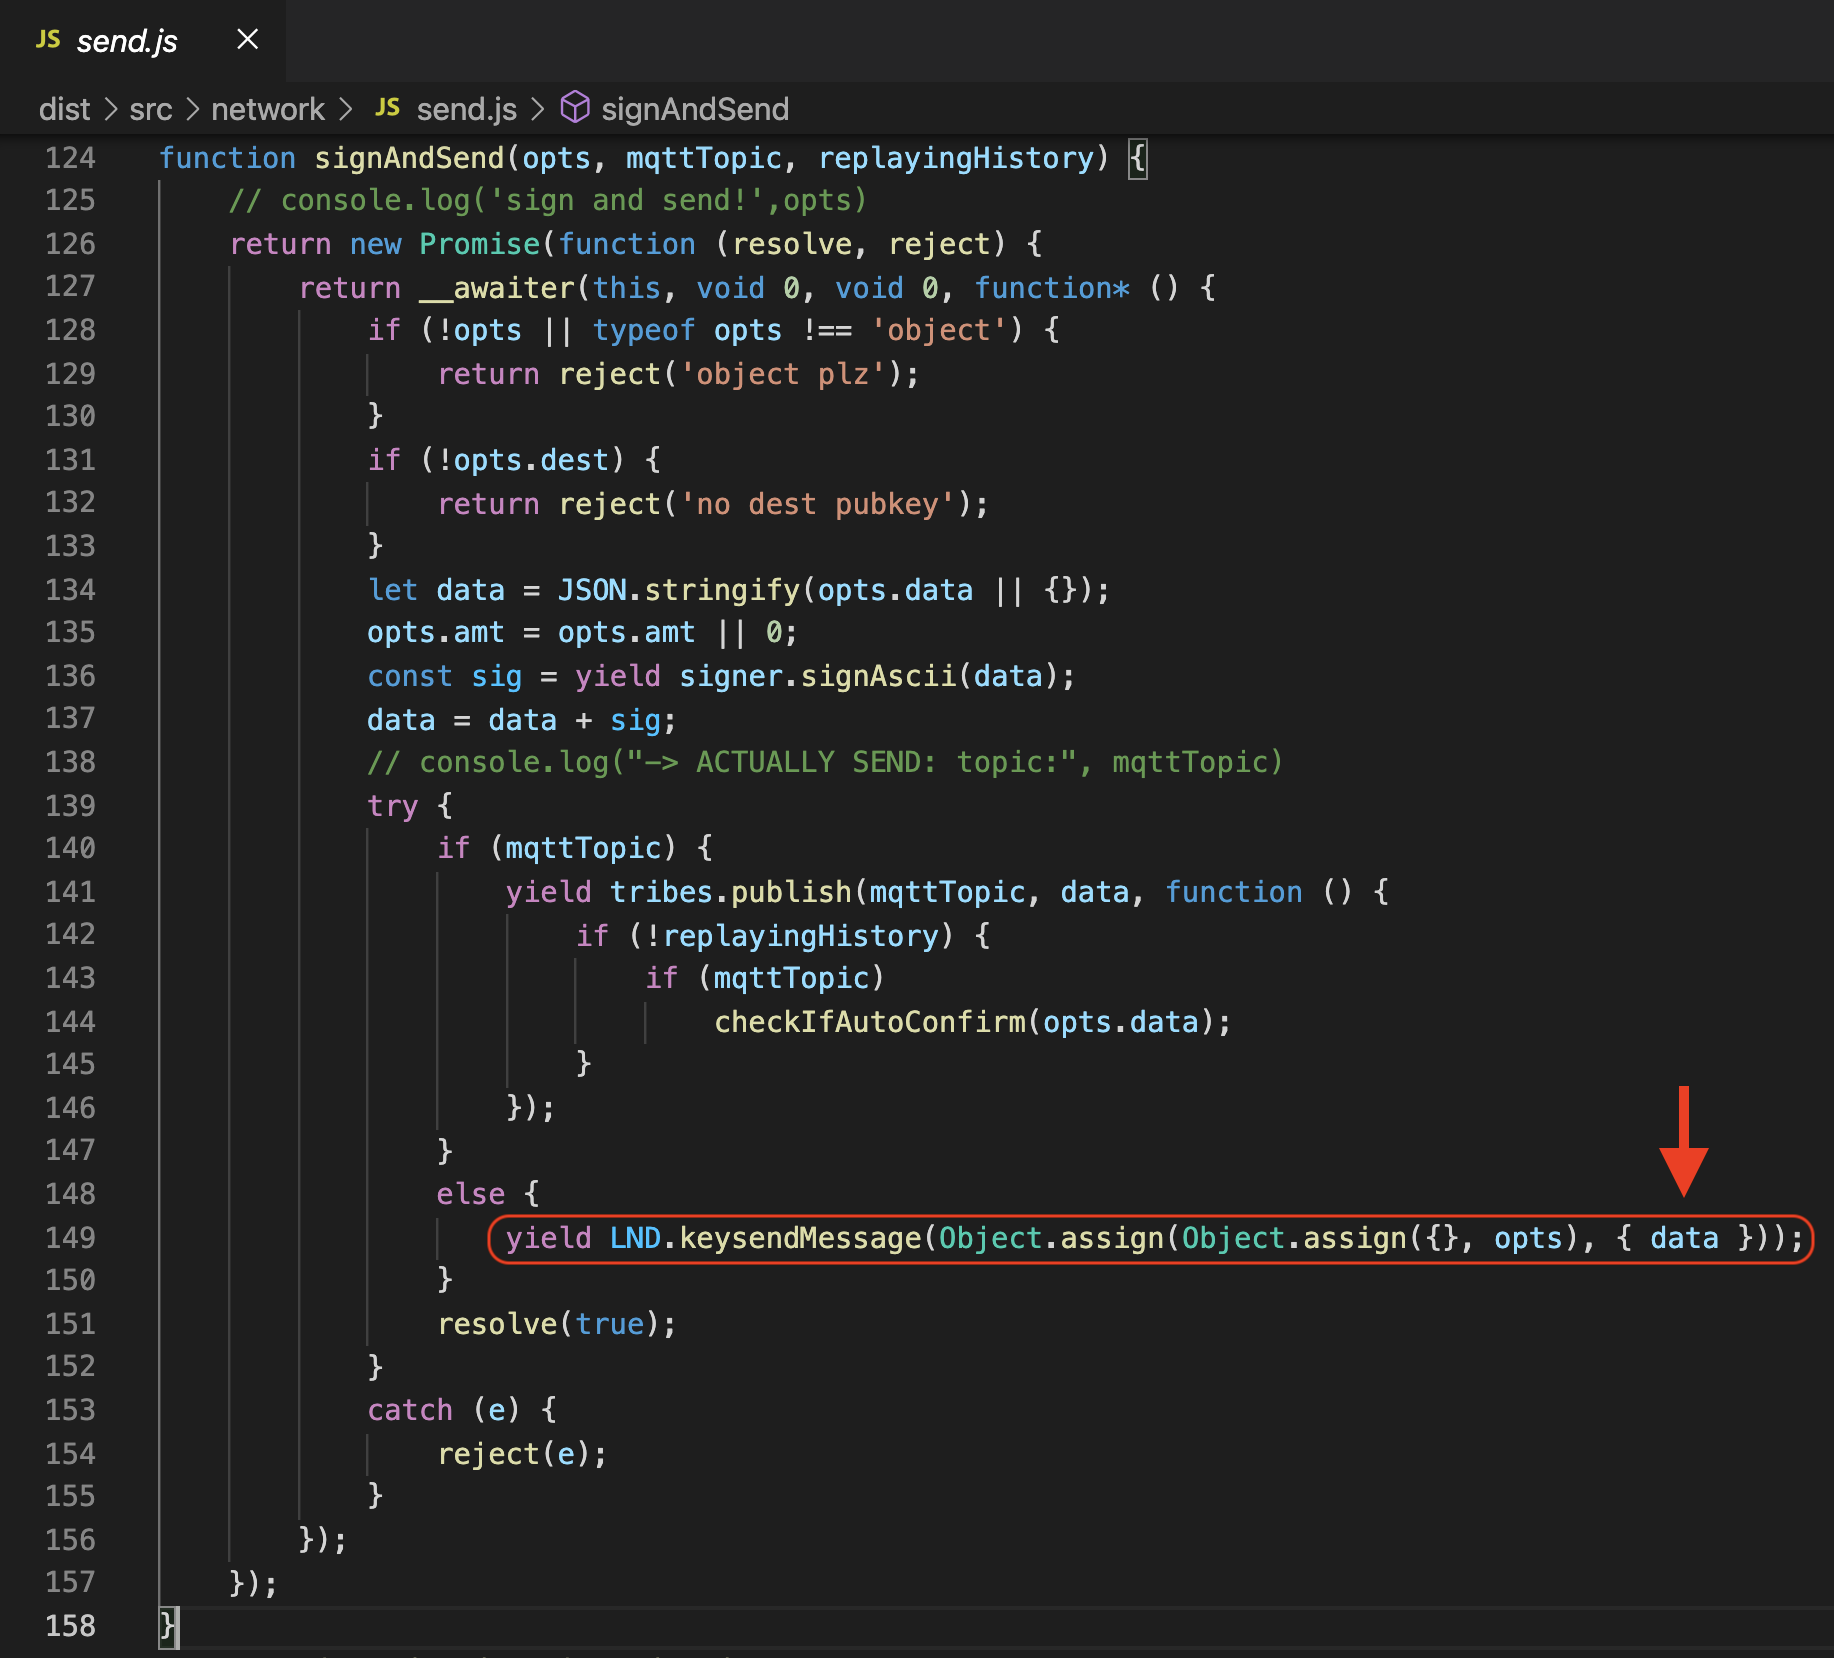 JS send.js ×
dist > src > network > JS send.js > signAndSend
124 function signAndSend(opts, mqttTopic, replayingHistory) {
125     // console.log('sign and send!',opts)
126     return new Promise(function (resolve, reject) {
127         return __awaiter(this, void 0, void 0, function* () {
128             if (!opts || typeof opts !== 'object') {
129                 return reject('object plz');
130             }
131             if (!opts.dest) {
132                 return reject('no dest pubkey');
133             }
134             let data = JSON.stringify(opts.data || {});
135             opts.amt = opts.amt || 0;
136             const sig = yield signer.signAscii(data);
137             data = data + sig;
138             // console.log("-> ACTUALLY SEND: topic:", mqttTopic)
139             try {
140                 if (mqttTopic) {
141                     yield tribes.publish(mqttTopic, data, function () {
142                         if (!replayingHistory) {
143                             if (mqttTopic)
144                                 checkIfAutoConfirm(opts.data);
145                         }
146                     });
147                 }
148                 else {
149                     yield LND.keysendMessage(Object.assign(Object.assign({}, opts), { data }));
150                 }
151                 resolve(true);
152             }
153             catch (e) {
154                 reject(e);
155             }
156         });
157     });
158 }